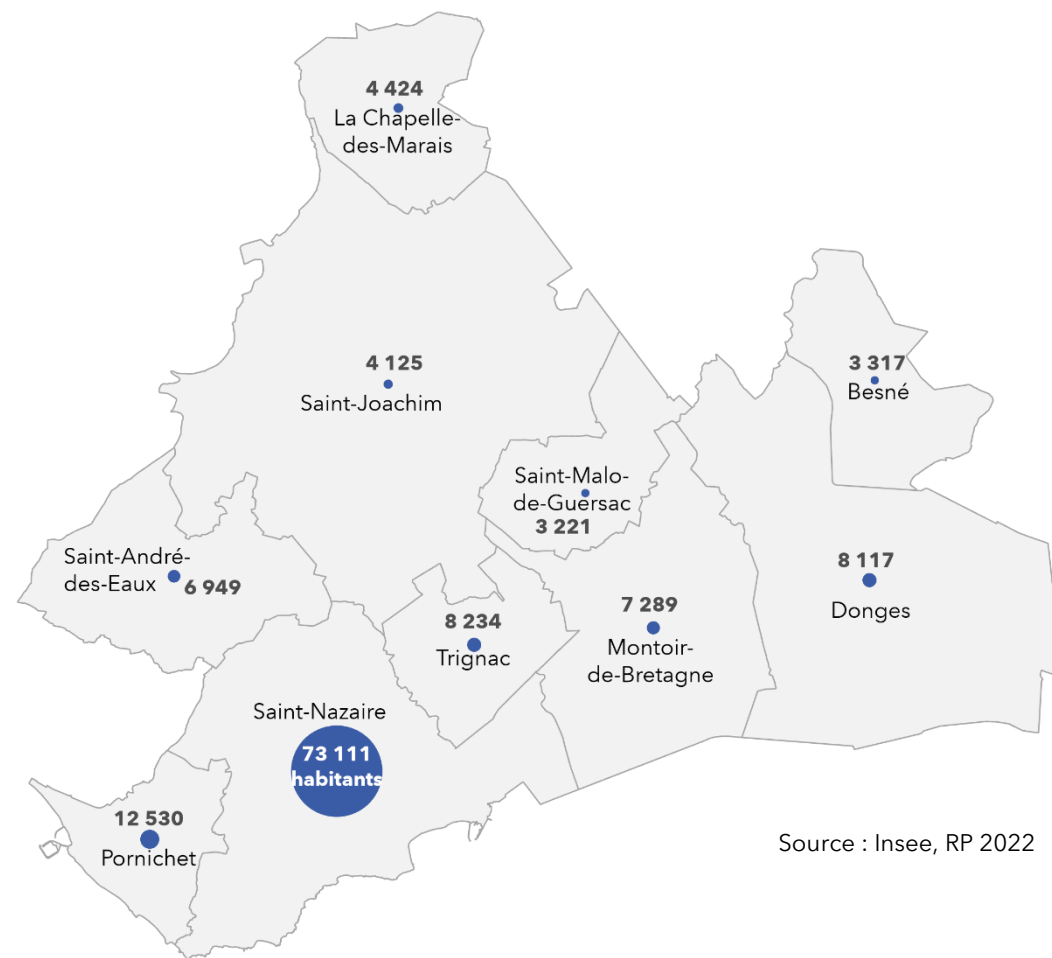 4 424
La Chapelle-
des-Marais
4 125
Saint-Joachim
3 317
Besné
Saint-Malo-
de-Guersac
3 221
Saint-André-
des-Eaux
6 949
8 117
Donges
7 289
Montoir-
de-Bretagne
8 234
Trignac
Saint-Nazaire
73 111
habitants
12 530
Pornichet
Source : Insee, RP 2022